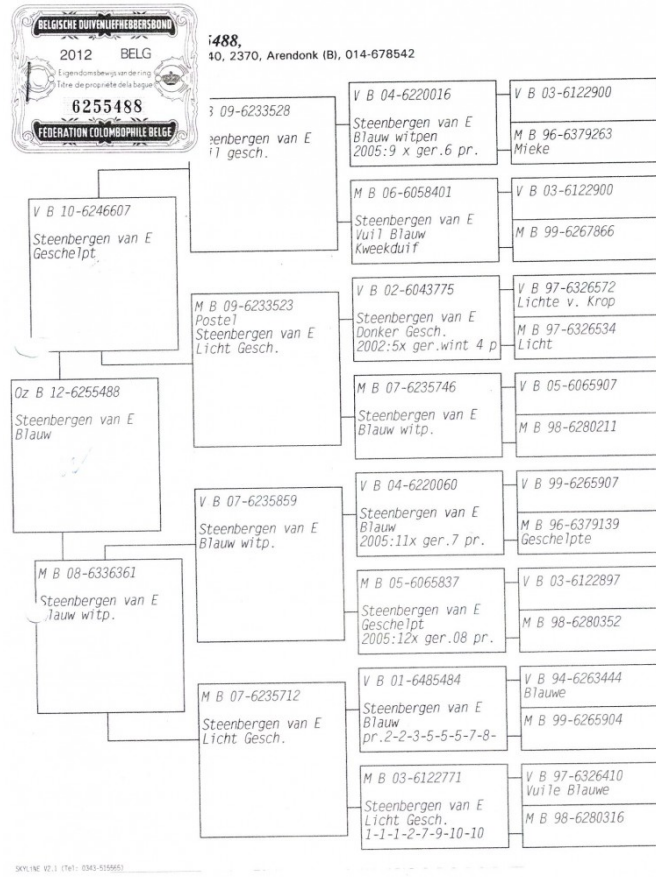 BELGISCHE DUIVENLIEFHEBBERSBOND
2012 BELG
Eigendomsbewijs van de ring
Titre de propriété de la bague
6255488
FÉDÉRATION COLOMBOPHILE BELGE
5488,
40, 2370, Arendonk (B), 014-678542
Oz B 12-6255488
Steenbergen van E
Blauw
V B 10-6246607
Steenbergen van E
Geschelpt
M B 08-6336361
Steenbergen van E
witp.
B 09-6233528
Steenbergen van E
gesch.
M B 09-6233523
Postel
Steenbergen van E
Licht Gesch.
V B 07-6235859
Steenbergen van E
Blauw witp.
M B 07-6235712
Steenbergen van E
Licht Gesch.
V B 04-6220016
Steenbergen van E
Blauw witpen
2005:9 x ger.6 pr.
M B 06-6058401
Steenbergen van E
Vuil Blauw
Kweekduif
V B 02-6043775
Steenbergen van E
Donker Gesch.
2002:5x ger.wint 4 p
M B 07-6235746
Steenbergen van E
Blauw witp.
V B 04-6220060
Steenbergen van E
Blauw
2005:11x ger.7 pr.
M B 05-6065837
Steenbergen van E
Geschelpt
2005:12x ger.08 pr.
V B 01-6485484
Steenbergen van E
Blauw
pr.2-2-3-5-5-5-7-8-
M B 03-6122771
Steenbergen van E
Licht Gesch.
1-1-1-2-7-9-10-10
V B 03-6122900
M B 96-6379263
Mieke
V B 03-6122900
M B 99-6267866
V B 97-6326572
Lichte v. Krop
M B 97-6326534
Licht
V B 05-6065907
M B 98-6280211
V B 99-6265907
M B 96-6379139
Geschelpte
V B 03-6122897
M B 98-6280352
V B 94-6263444
Blauwe
M B 99-6265904
V B 97-6326410
Vuile Blauwe
M B 98-6280316
SKYLINE V2.1 (Tel: 0343-515565)